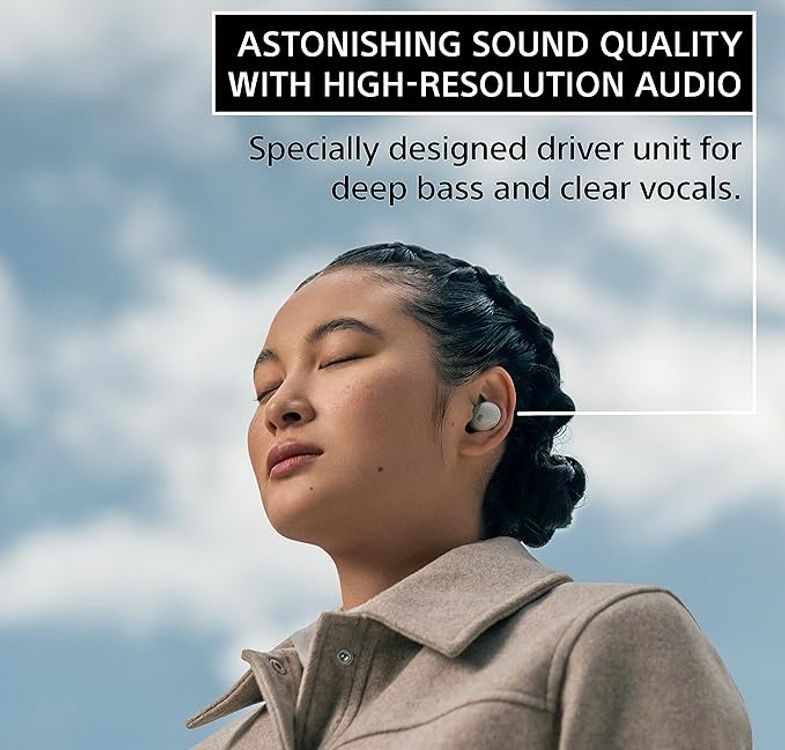 ASTONISHING SOUND QUALITY
WITH HIGH-RESOLUTION AUDIO
Specially designed driver unit for
deep bass and clear vocals.